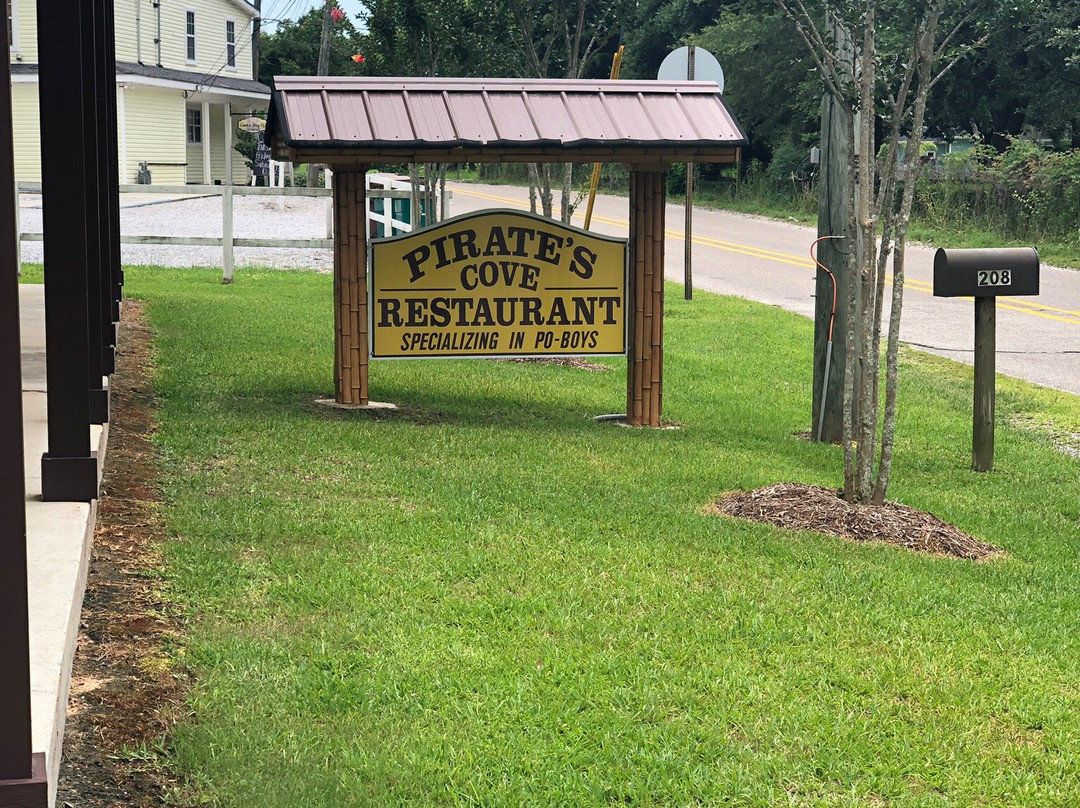 PIRATE'S
COVE
RESTAURANT
SPECIALIZING IN PO-BOYS
208